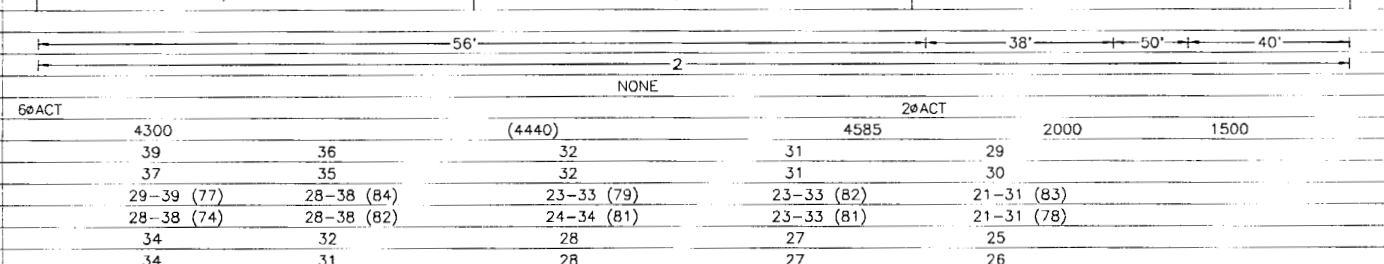 56' 38' 50' 40'
2
NONE
6øACT 2øACT
4300 (4440) 4585 2000 1500
39 36 32 31 29
37 35 32 31 30
29-39 (77) 28-38 (84) 23-33 (79) 23-33 (82) 21-31 (83)
28-38 (74) 28-38 (82) 24-34 (81) 23-33 (81) 21-31 (78)
34 32 28 27 25
34 31 28 27 26